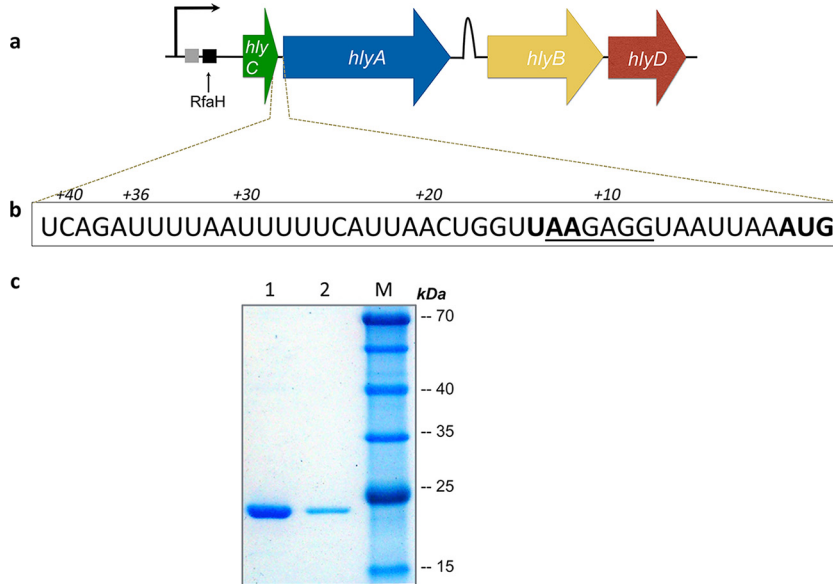 a
hly C hlyA hlyB hlyD
RfaH
+40 +36 +30 +20 +10
b UCAGAUUUUAAUUUUUCAUUAACUGGUUAAGAGGUAAUUAAAUG
c
1 2 M kDa
-- 70
-- 40
-- 35
-- 25
-- 15